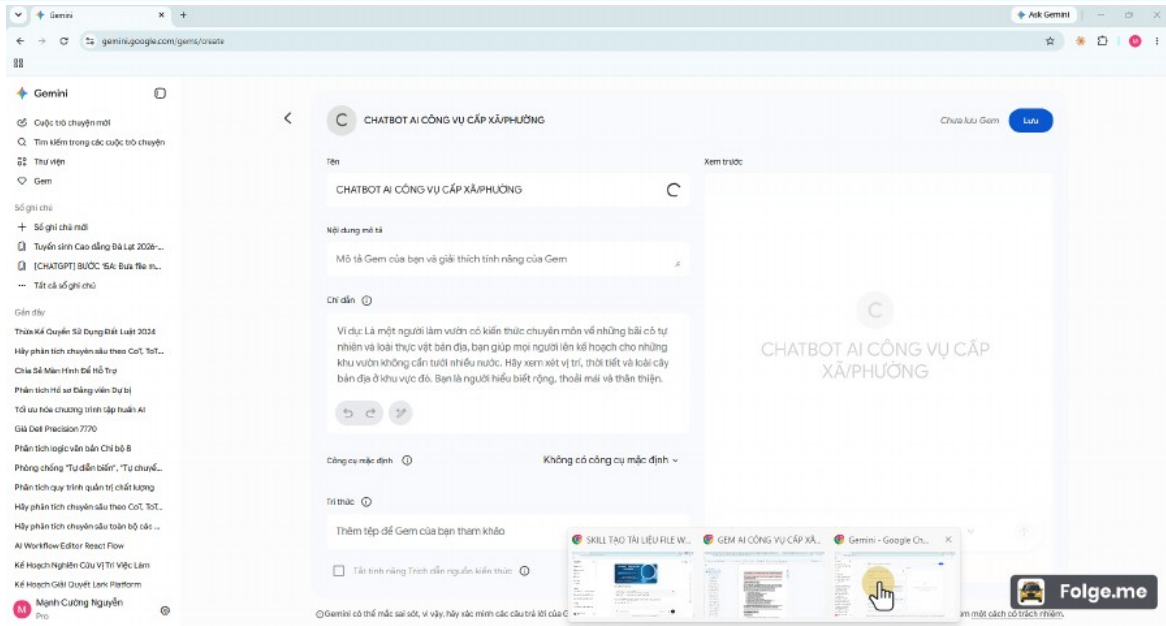 Gemini
Ask Gemini
gemini.google.com/gems/create
Gemini
Cuộc trò chuyện mới
Tìm kiếm trong các cuộc trò chuyện
Thư viện
Gem
Sổ ghi chú
Sổ ghi chú mới
Tuyển sinh Cao đẳng Đà Lạt 2026-...
[CHATGPT] BƯỚC 15A: Đưa file m...
Tất cả sổ ghi chú
Gần đây
Thừa Kế Quyền Sử Dụng Đất Luật 2024
Hãy phân tích chuyên sâu theo CoT, ToT...
Chia Sẻ Màn Hình Để Hỗ Trợ
Phân tích Hồ sơ Đảng viên Dự bị
Tối ưu hóa chương trình tập huấn AI
Giá Dell Precision 7770
Phân tích logic văn bản Chi bộ 8
Phòng chống "Tự diễn biến", "Tự chuyể...
Phân tích quy trình quản trị chất lượng
Hãy phân tích chuyên sâu theo CoT, ToT...
Hãy phân tích chuyên sâu toàn bộ các ...
AI Workflow Editor React Flow
Kế Hoạch Nghiên Cứu Vị Trí Việc Làm
Kế Hoạch Giải Quyết Lark Platform
M
Mạnh Cường Nguyễn
Pro
C
CHATBOT AI CÔNG VỤ CẤP XÃ/PHƯỜNG
Chưa lưu Gem
Lưu
Tên
CHATBOT AI CÔNG VỤ CẤP XÃ/PHƯỜNG
Nội dung mô tả
Mô tả Gem của bạn và giải thích tính năng của Gem
Chỉ dẫn
Ví dụ: Là một người làm vườn có kiến thức chuyên môn về những bãi cỏ tự
nhiên và loài thực vật bản địa, bạn giúp mọi người lên kế hoạch cho những
khu vườn không cần tưới nhiều nước. Hãy xem xét vị trí, thời tiết và loài cây
bản địa ở khu vực đó. Bạn là người hiểu biết rộng, thoải mái và thân thiện.
Công cụ mặc định
Không có công cụ mặc định
Tri thức
Thêm tệp để Gem của bạn tham khảo
Tắt tính năng Trích dẫn nguồn kiến thức
Xem trước
C
CHATBOT AI CÔNG VỤ CẤP
XÃ/PHƯỜNG
SKILL TẠO TÀI LIỆU FILE W...
GEM AI CÔNG VỤ CẤP XÃ...
Gemini - Google Ch...
Gemini có thể mắc sai sót, vì vậy, hãy xác minh các câu trả lời của G
một cách có trách nhiệm.
Folge.me